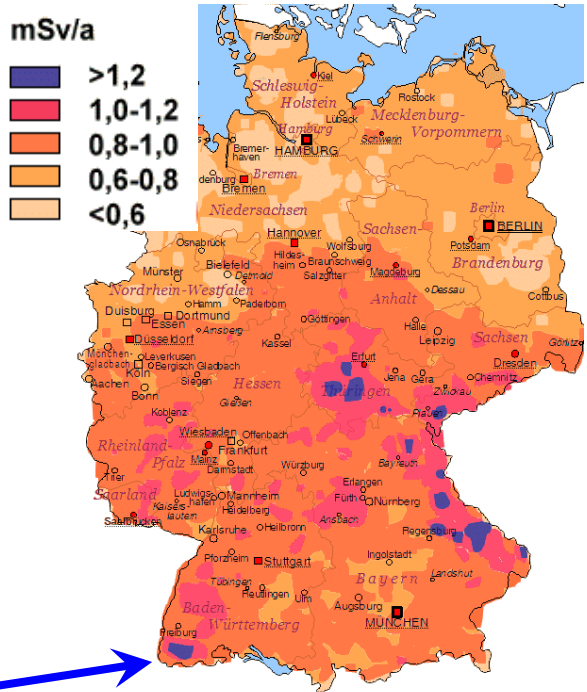 mSv/a
>1,2
1,0-1,2
0,8-1,0
0,6-0,8
<0,6
Flensburg
Kiel
Schleswig-
Holstein
Rostock
Lübeck
Mecklenburg-
Vorpommern
Hamburg
HAMBURG
Schwerin
Bremer-
haven
denburg
Bremen
Bremen
Niedersachsen
Berlin
BERLIN
Hannover
Wolfsburg
Sachsen-
Potsdam
Osnabrück
Brandenburg
Bielefeld
Hildes-
heim
Braunschweig
Salzgitter
Magdeburg
Münster
Detmold
Nordrhein-Westfalen
Anhalt
Dessau
Cottbus
Hamm
Paderborn
Duisburg
Dortmund
Essen
Göttingen
Halle
Arnsberg
Leipzig
Sachsen
Düsseldorf
Kassel
Görlitz
Mönchen-
gladbach
Leverkusen
Erfurt
Dresden
Bergisch Gladbach
Köln
Jena
Gera
Chemnitz
Aachen
Siegen
Hessen
Thüringen
Zwickau
Bonn
Gießen
Plauen
Koblenz
Wiesbaden
Offenbach
Rheinland-
Pfalz
Frankfurt
Mainz
Bayreuth
Darmstadt
Würzburg
Trier
Erlangen
Saarland
Ludwigs-
hafen
Mannheim
Fürth
Nürnberg
Kaisers-
lautern
Heidelberg
Ansbach
Saarbrücken
Heilbronn
Regensburg
Karlsruhe
Pforzheim
Stuttgart
Ingolstadt
Landshut
Tübingen
Bayern
Reutlingen
Ulm
Augsburg
Baden-
Württemberg
MÜNCHEN
Freiburg